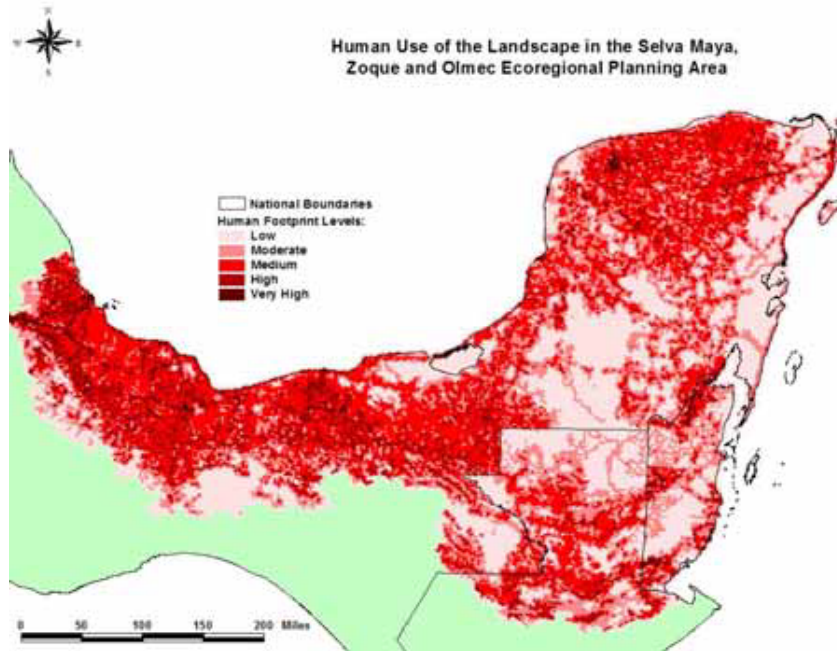 N
W
E
S
Human Use of the Landscape in the Selva Maya,
Zoque and Olmec Ecoregional Planning Area
National Boundaries
Human Footprint Levels:
Low
Moderate
Medium
High
Very High
0 50 100 150 200 Miles